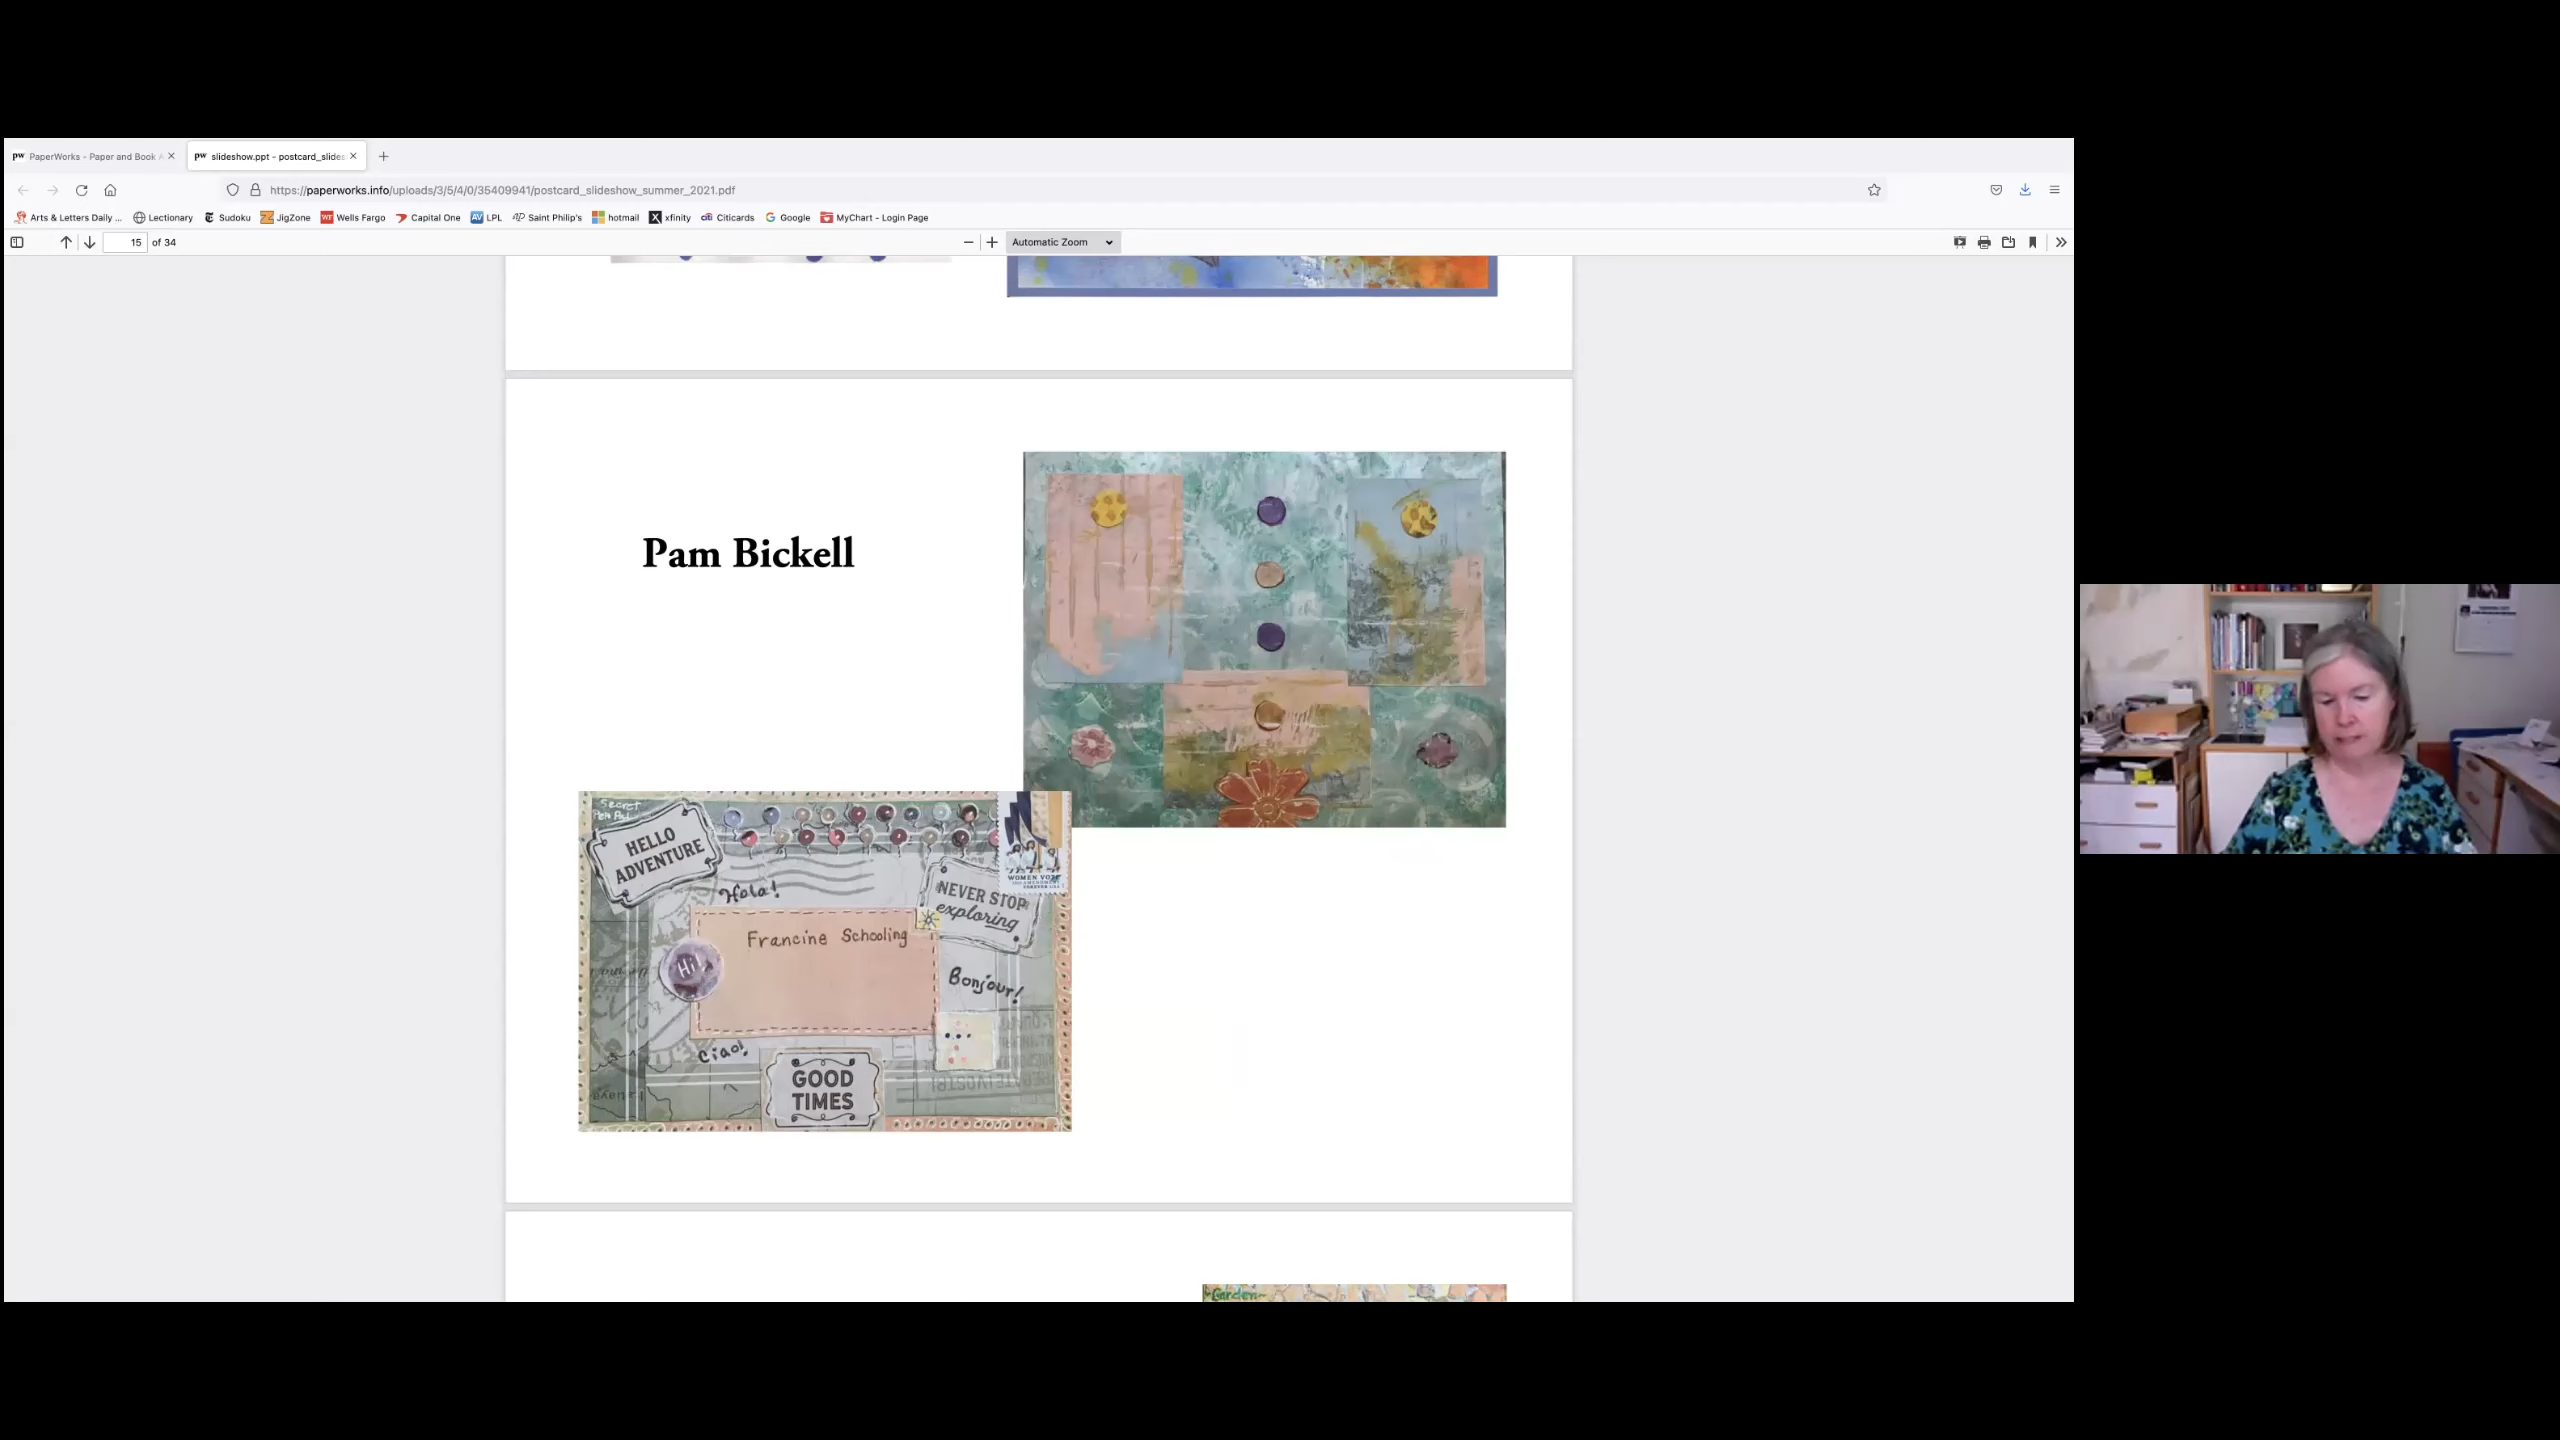 PaperWorks - Paper and Book A
slideshow.ppt - postcard_slides
https://paperworks.info/uploads/3/5/4/0/35409941/postcard_slideshow_summer_2021.pdf
Arts & Letters Daily ...
Lectionary
Sudoku
JigZone
Wells Fargo
Capital One
LPL
Saint Philip's
hotmail
xfinity
Citicards
Google
MyChart - Login Page
15 of 34
Automatic Zoom
Pam Bickell
Secret
Pen Pal
HELLO
ADVENTURE
Hola!
WOMEN VOTE
NEVER STOP
exploring
Francine Schooling
Hi!
Bonjour!
Ciao!
GOOD
TIMES
Garden